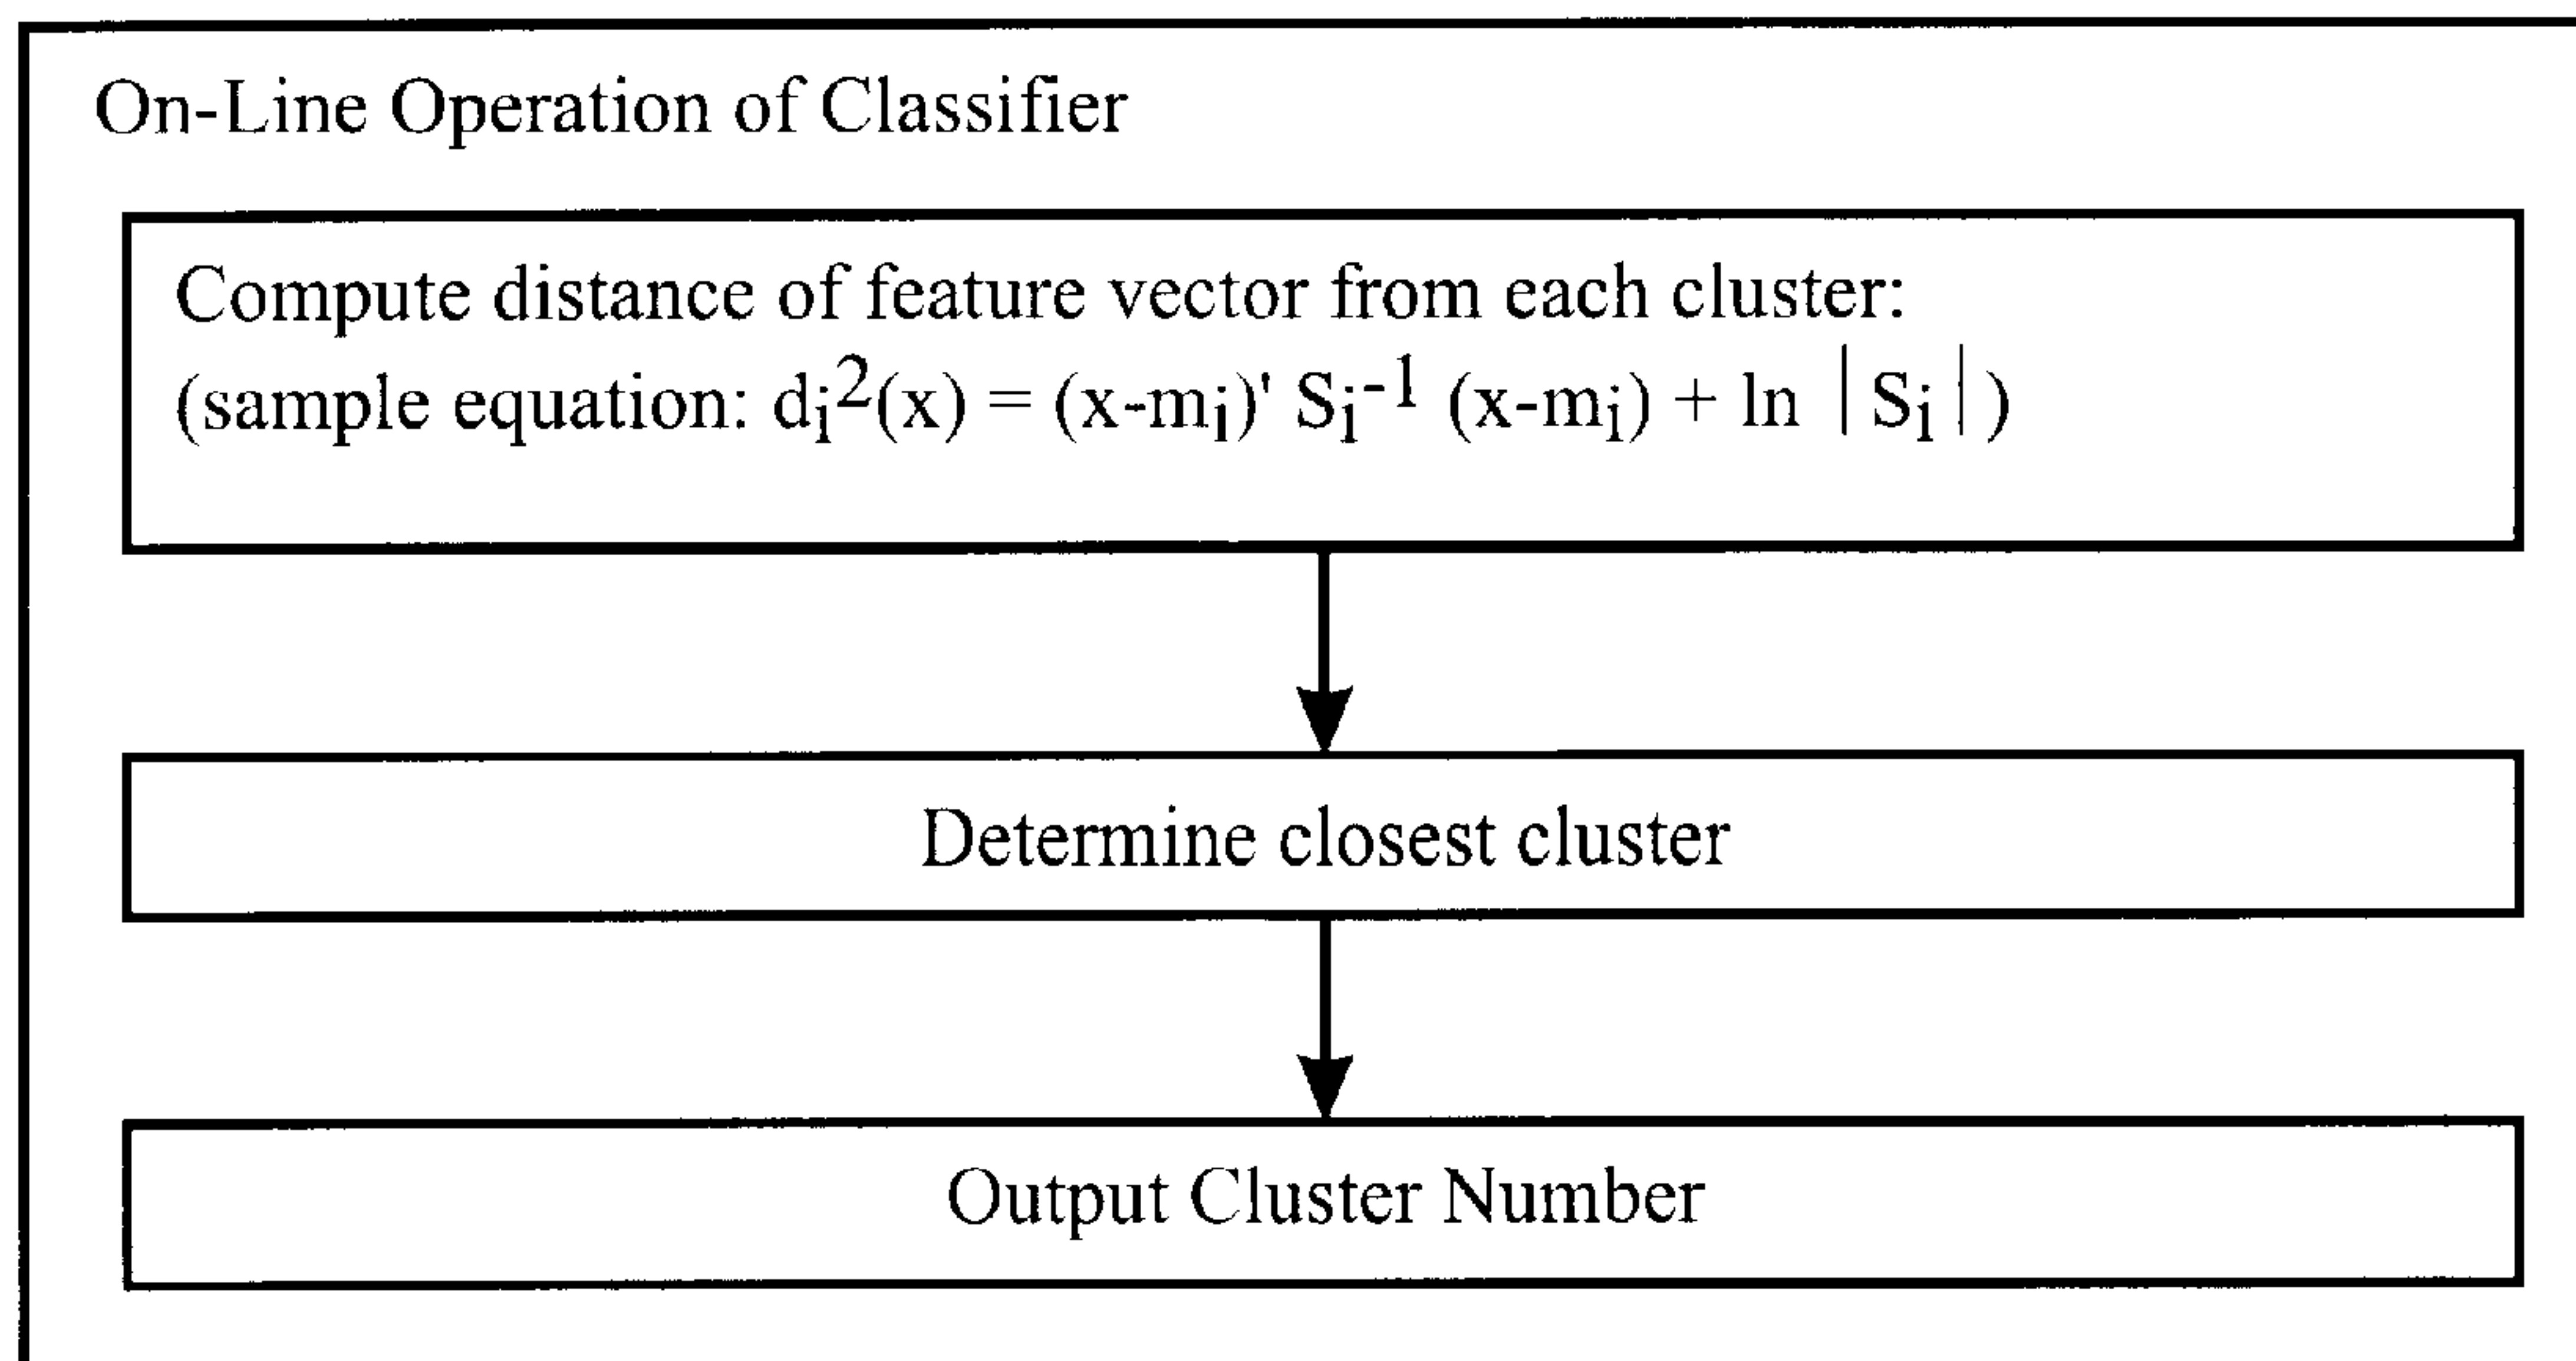 On-Line Operation of Classifier
Compute distance of feature vector from each cluster:
(sample equation: dᵢ²(x) = (x-mᵢ)' Sᵢ⁻¹ (x-mᵢ) + ln |Sᵢ|)
Determine closest cluster
Output Cluster Number